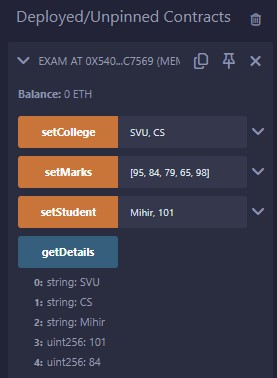 Deployed/Unpinned Contracts
EXAM AT 0X540...C7569 (MEM
Balance: 0 ETH
setCollege SVU, CS
setMarks [95, 84, 79, 65, 98]
setStudent Mihir, 101
getDetails
0: string: SVU
1: string: CS
2: string: Mihir
3: uint256: 101
4: uint256: 84